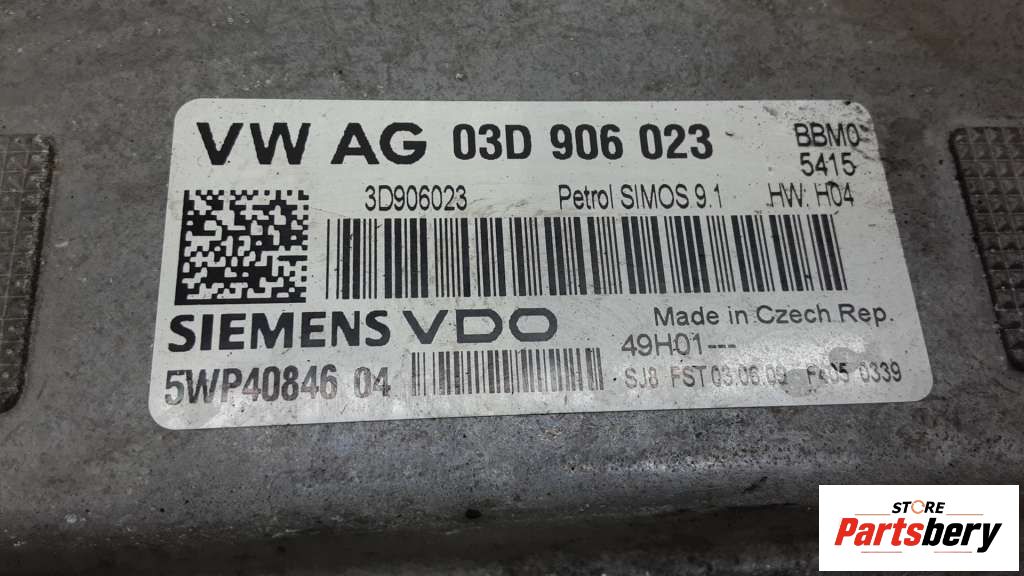 VW AG 03D 906 023 BBM0
5415
3D906023 Petrol SIMOS 9.1 HW: H04
SIEMENS VDO Made in Czech Rep.
49H01---
5WP40846 04 SJ8 FST 03.06.09 F405 0339
STORE
Partsbery